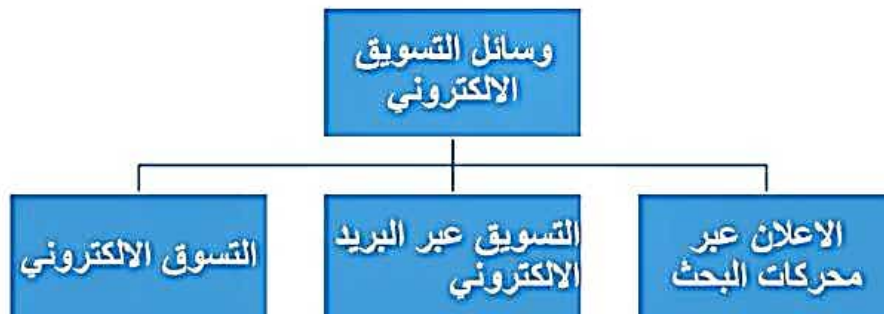 وسائل التسويق
الالكتروني
الاعلان عبر
محركات البحث
التسويق عبر البريد
الالكتروني
التسوق الالكتروني